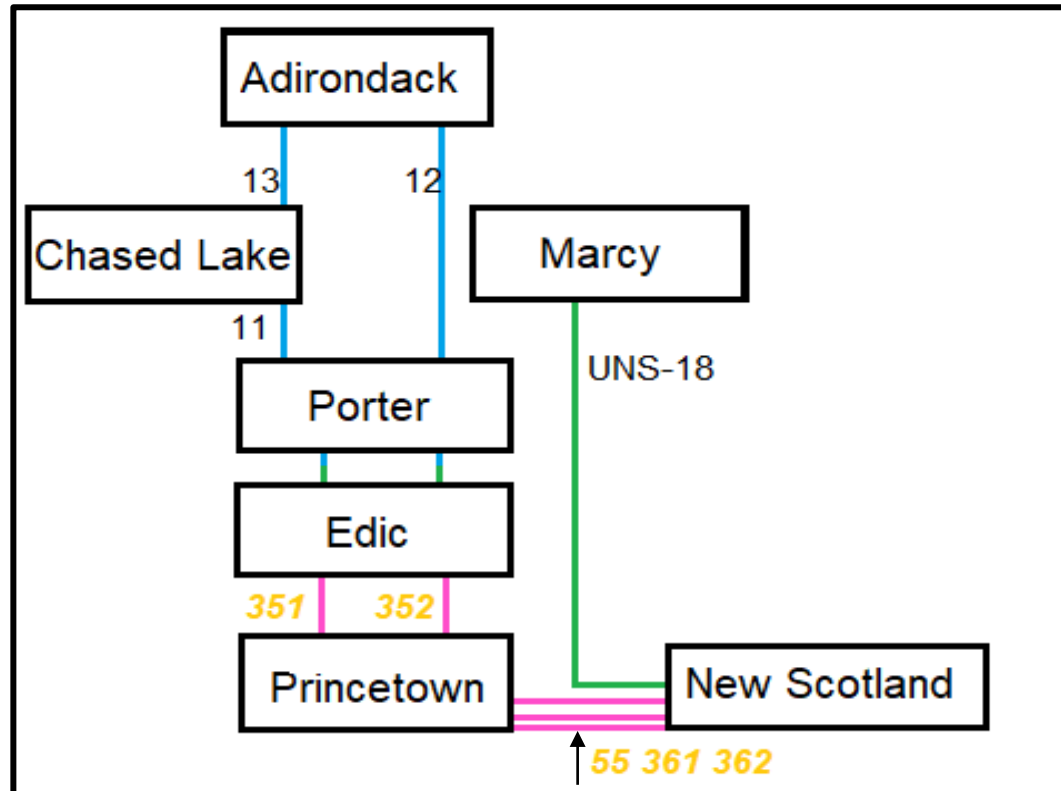 Adirondack
13
12
Chased Lake
Marcy
11
UNS-18
Porter
Edic
351
352
Princetown
New Scotland
55 361 362